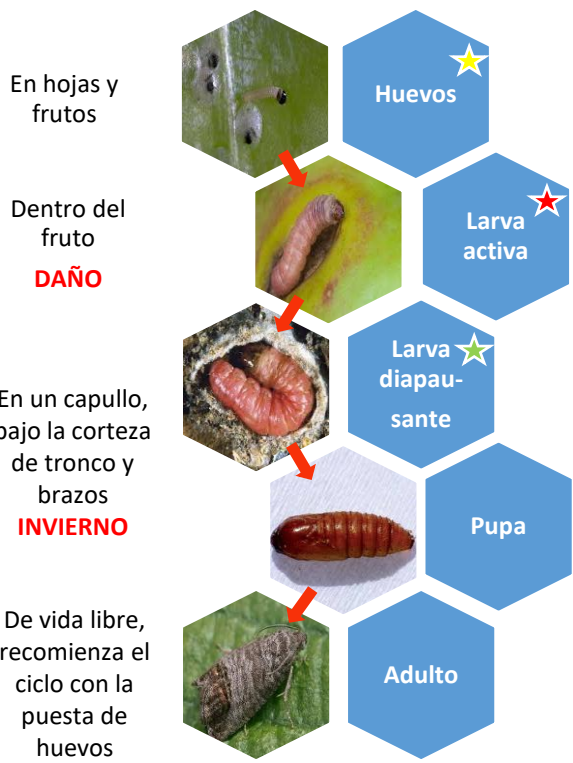 En hojas y
frutos
Huevos
Dentro del
fruto
DAÑO
Larva
activa
En un capullo,
bajo la corteza
de tronco y
brazos
INVIERNO
Larva
diapau-
sante
Pupa
De vida libre,
recomienza el
ciclo con la
puesta de
huevos
Adulto